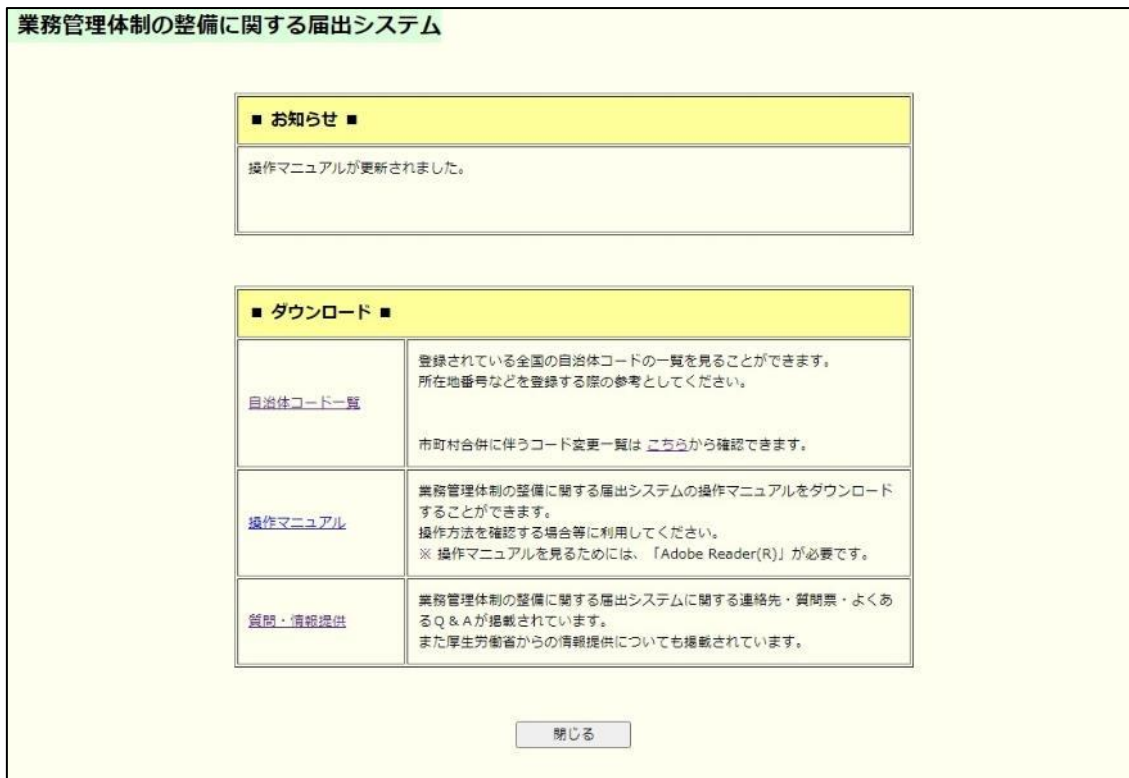 業務管理体制の整備に関する届出システム
■ お知らせ ■
操作マニュアルが更新されました。
■ ダウンロード ■
自治体コード一覧
登録されている全国の自治体コードの一覧を見ることができます。
所在地番号などを登録する際の参考としてください。
市町村合併に伴うコード変更一覧は こちらから確認できます。
操作マニュアル
業務管理体制の整備に関する届出システムの操作マニュアルをダウンロード
することができます。
操作方法を確認する場合等に利用してください。
※ 操作マニュアルを見るためには、「Adobe Reader(R)」が必要です。
質問・情報提供
業務管理体制の整備に関する届出システムに関する連絡先・質問票・よくあ
るQ&Aが掲載されています。
また厚生労働省からの情報提供についても掲載されています。
閉じる